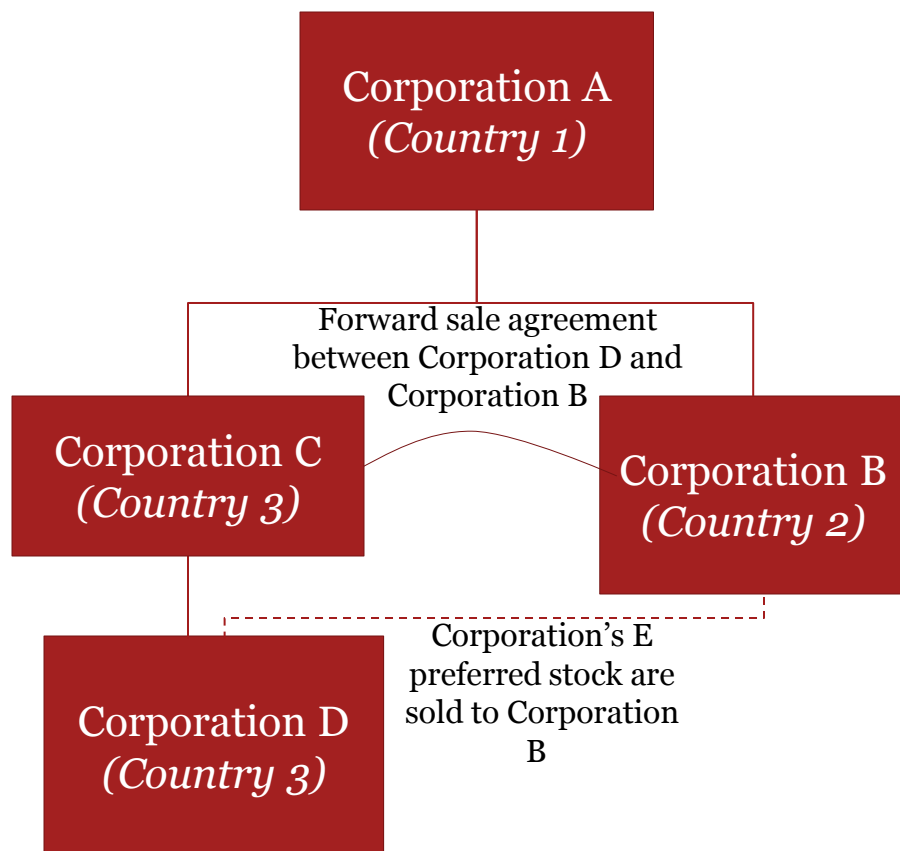 Corporation A
(Country 1)
Forward sale agreement
between Corporation D and
Corporation B
Corporation C
(Country 3)
Corporation B
(Country 2)
Corporation’s E
preferred stock are
sold to Corporation
B
Corporation D
(Country 3)